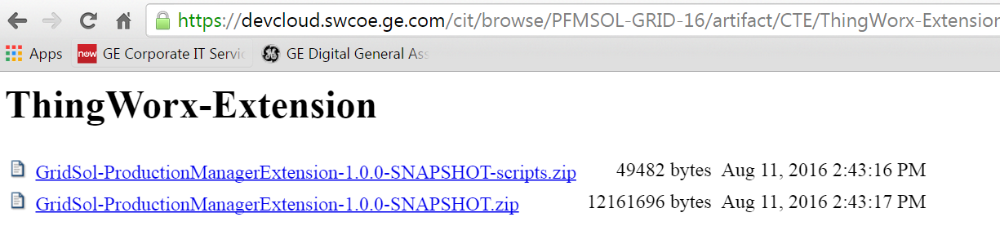 https://devcloud.swcoe.ge.com/cit/browse/PFMSOL-GRID-16/artifact/CTE/ThingWorx-Extension
Apps now GE Corporate IT Servic GE Digital General Ass
ThingWorx-Extension
GridSol-ProductionManagerExtension-1.0.0-SNAPSHOT-scripts.zip 49482 bytes Aug 11, 2016 2:43:16 PM
GridSol-ProductionManagerExtension-1.0.0-SNAPSHOT.zip 12161696 bytes Aug 11, 2016 2:43:17 PM